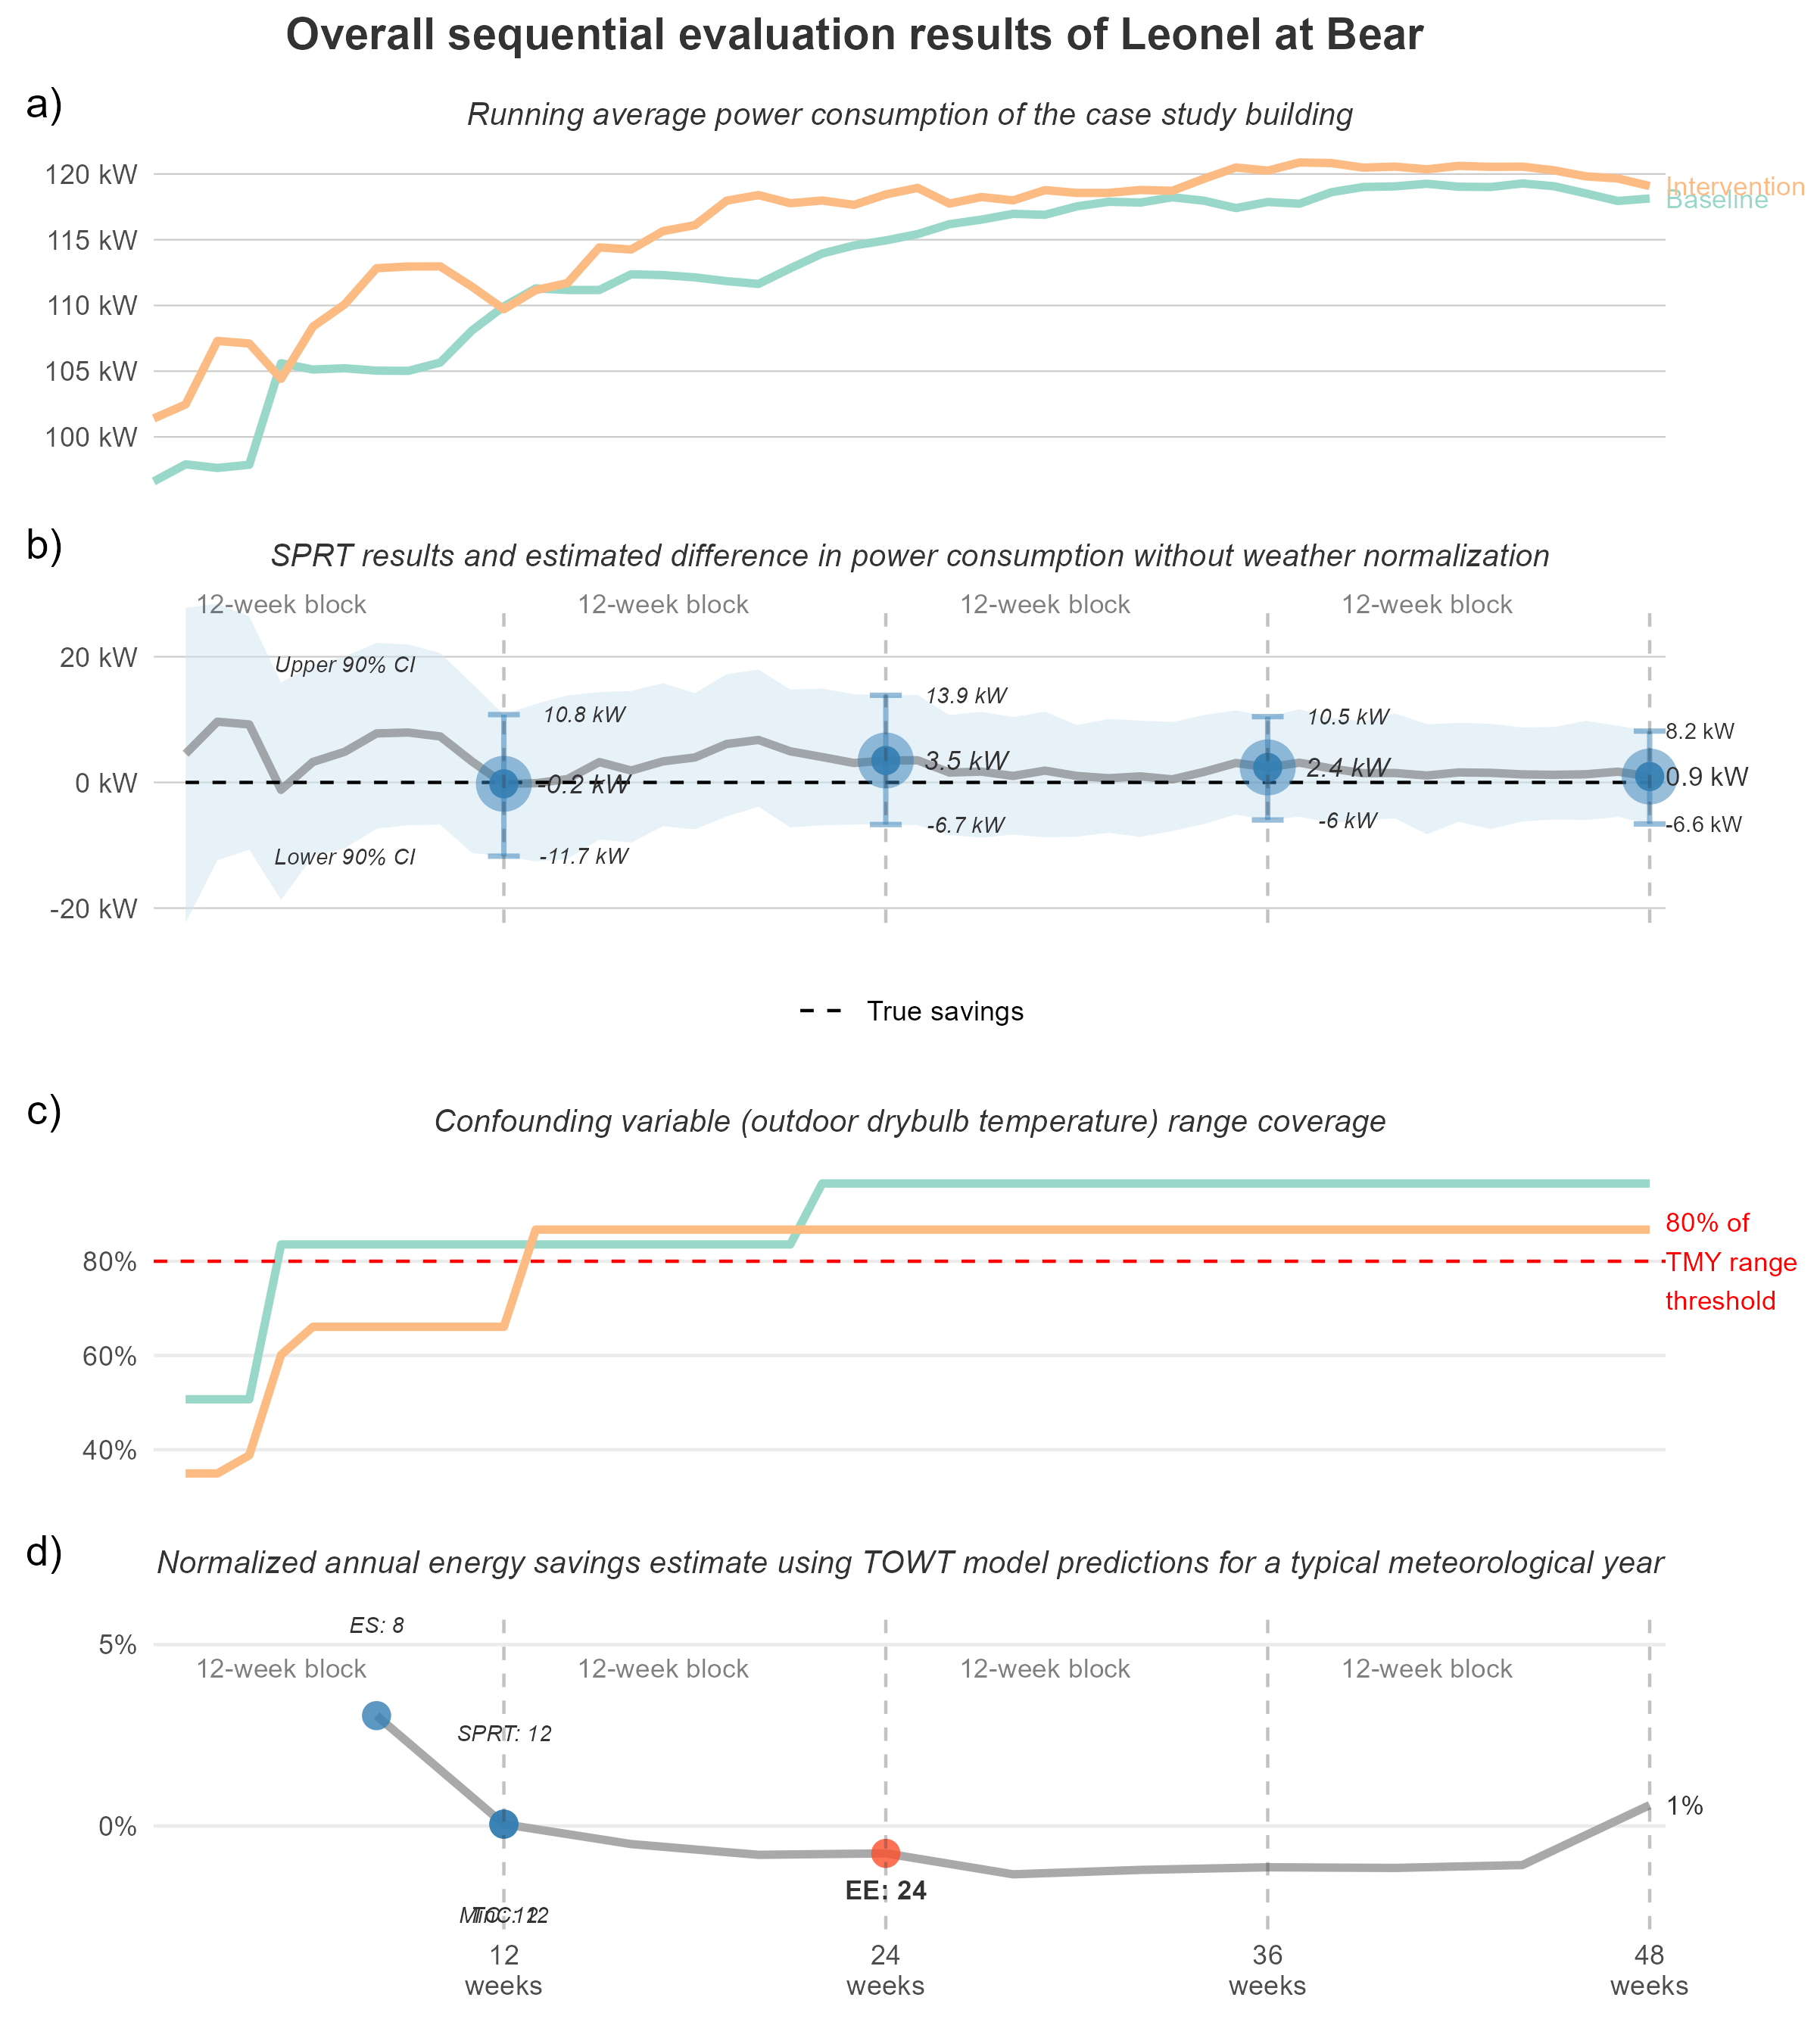 Overall sequential evaluation results of Leonel at Bear
a)
Running average power consumption of the case study building
120 kW
115 kW
110 kW
105 kW
100 kW
Intervention
Baseline
b)
SPRT results and estimated difference in power consumption without weather normalization
12-week block
12-week block
12-week block
12-week block
20 kW
0 kW
-20 kW
Upper 90% CI
Lower 90% CI
10.8 kW
-0.2 kW
-11.7 kW
13.9 kW
3.5 kW
-6.7 kW
10.5 kW
2.4 kW
-6 kW
8.2 kW
0.9 kW
-6.6 kW
True savings
c)
Confounding variable (outdoor drybulb temperature) range coverage
80%
60%
40%
80% of
TMY range
threshold
d)
Normalized annual energy savings estimate using TOWT model predictions for a typical meteorological year
5%
0%
ES: 8
12-week block
12-week block
12-week block
12-week block
SPRT: 12
1%
EE: 24
12
weeks
24
weeks
36
weeks
48
weeks